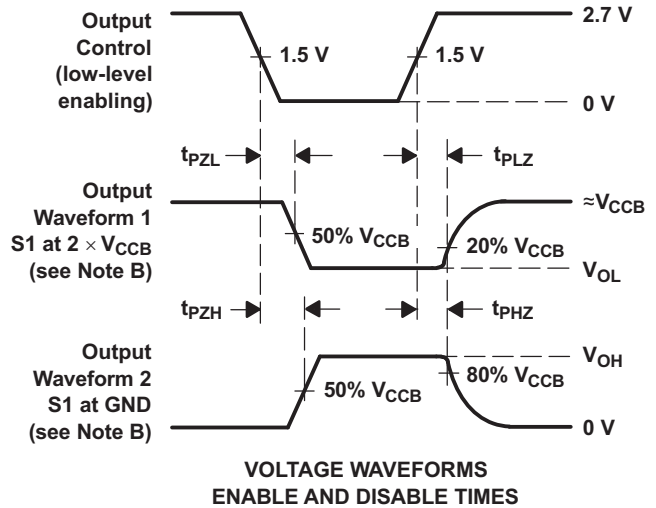 Output
Control
(low-level
enabling)
1.5 V
1.5 V
2.7 V
0 V
tPZL
tPLZ
Output
Waveform 1
S1 at 2 × VCCB
(see Note B)
50% VCCB
20% VCCB
≈VCCB
VOL
tPZH
tPHZ
Output
Waveform 2
S1 at GND
(see Note B)
50% VCCB
80% VCCB
VOH
0 V
VOLTAGE WAVEFORMS
ENABLE AND DISABLE TIMES